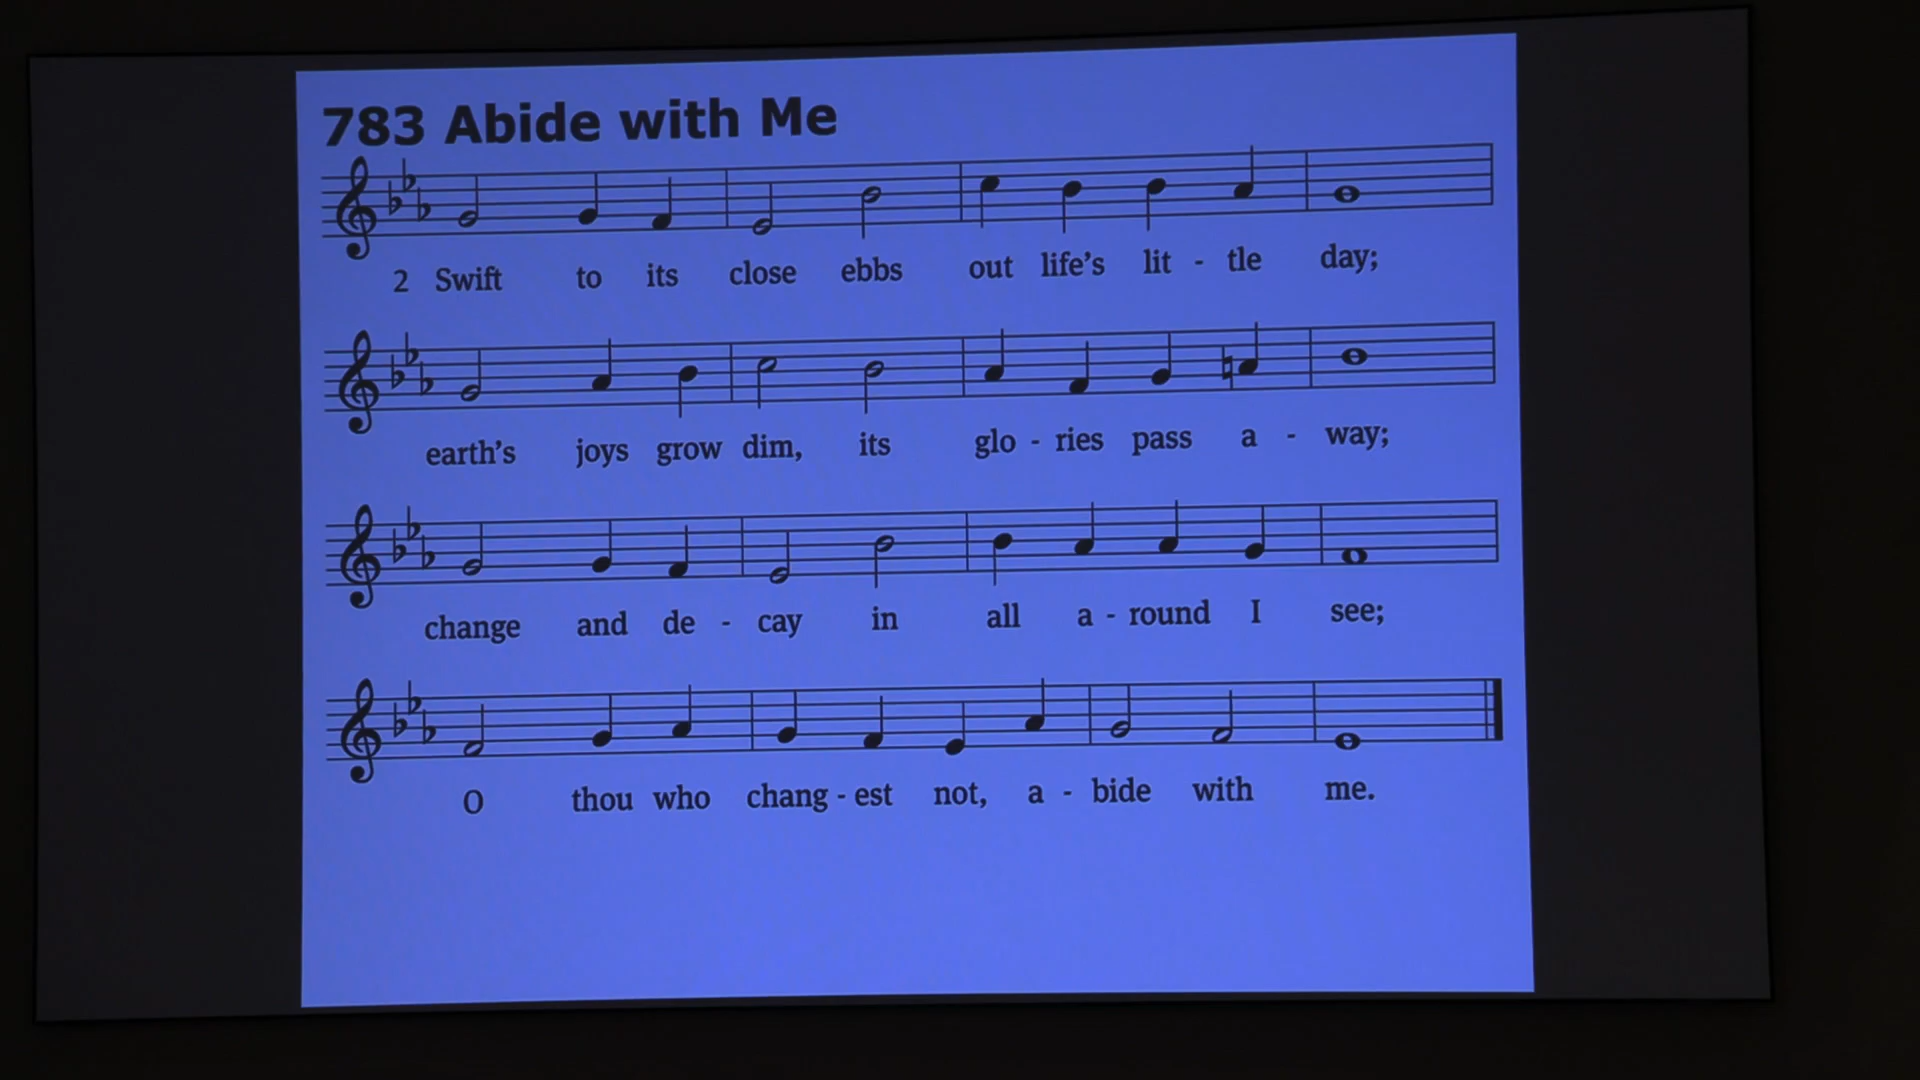 783 Abide with Me
2 Swift to its close ebbs out life's lit - tle day;
earth's joys grow dim, its glo - ries pass a - way;
change and de - cay in all a - round I see;
O thou who chang - est not, a - bide with me.